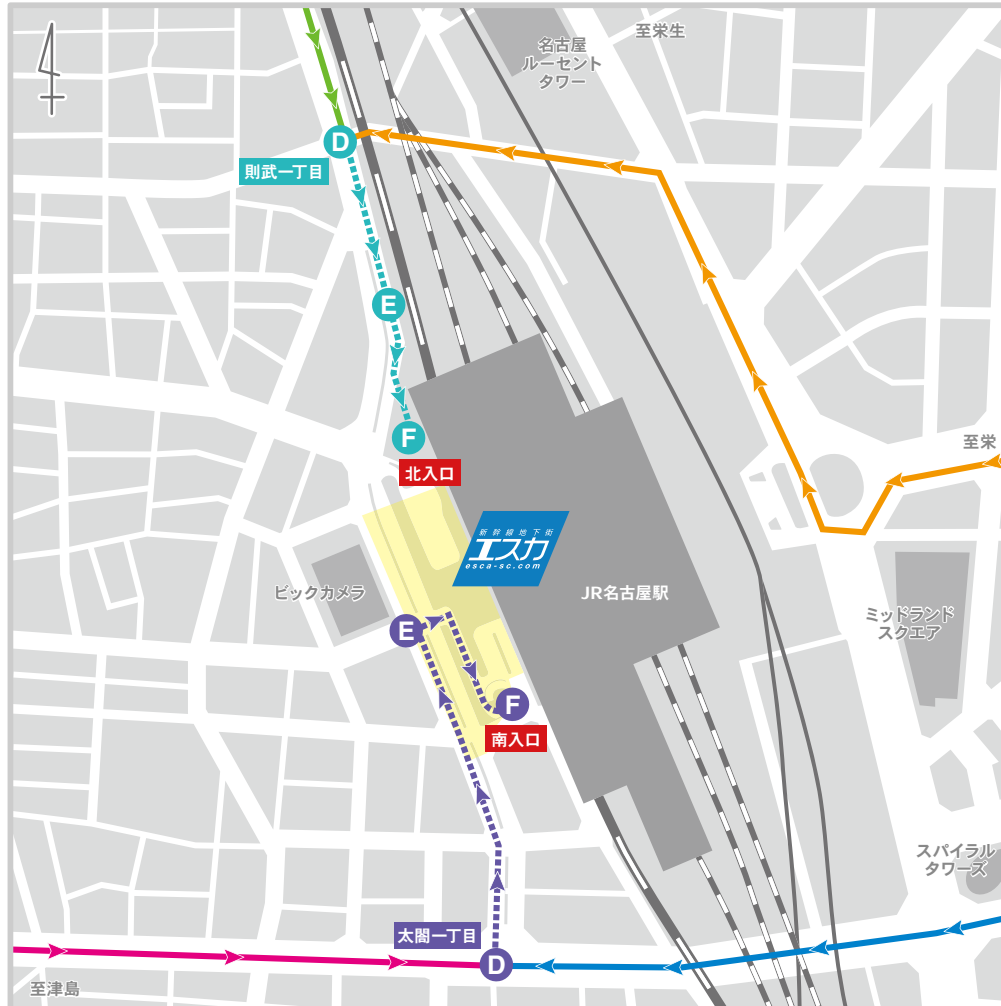 至栄生
名古屋
ルーセント
タワー
D
則武一丁目
E
F
北入口
至栄
新幹線地下街
エスカ
esca-sc.com
ビックカメラ
JR名古屋駅
ミッドランド
スクエア
E
F
南入口
スパイラル
タワーズ
太閤一丁目
D
至津島